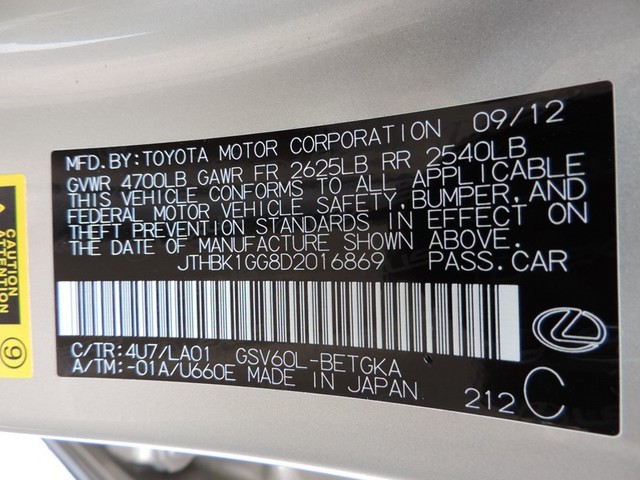 09/12
MFD. BY: TOYOTA MOTOR CORPORATION
GVWR 4700LB GAWR FR 2625LB RR 2540LB
THIS VEHICLE CONFORMS TO ALL APPLICABLE
FEDERAL MOTOR VEHICLE SAFETY, BUMPER, AND
THEFT PREVENTION STANDARDS IN EFFECT ON
THE DATE OF MANUFACTURE SHOWN ABOVE.
JTHBK1GG8D2016869 PASS. CAR
C/TR: 4U7/LA01 GSV60L-BETGKA
A/TM: -01A/U660E MADE IN JAPAN
212 C
CAUTION
ATTENTION
9